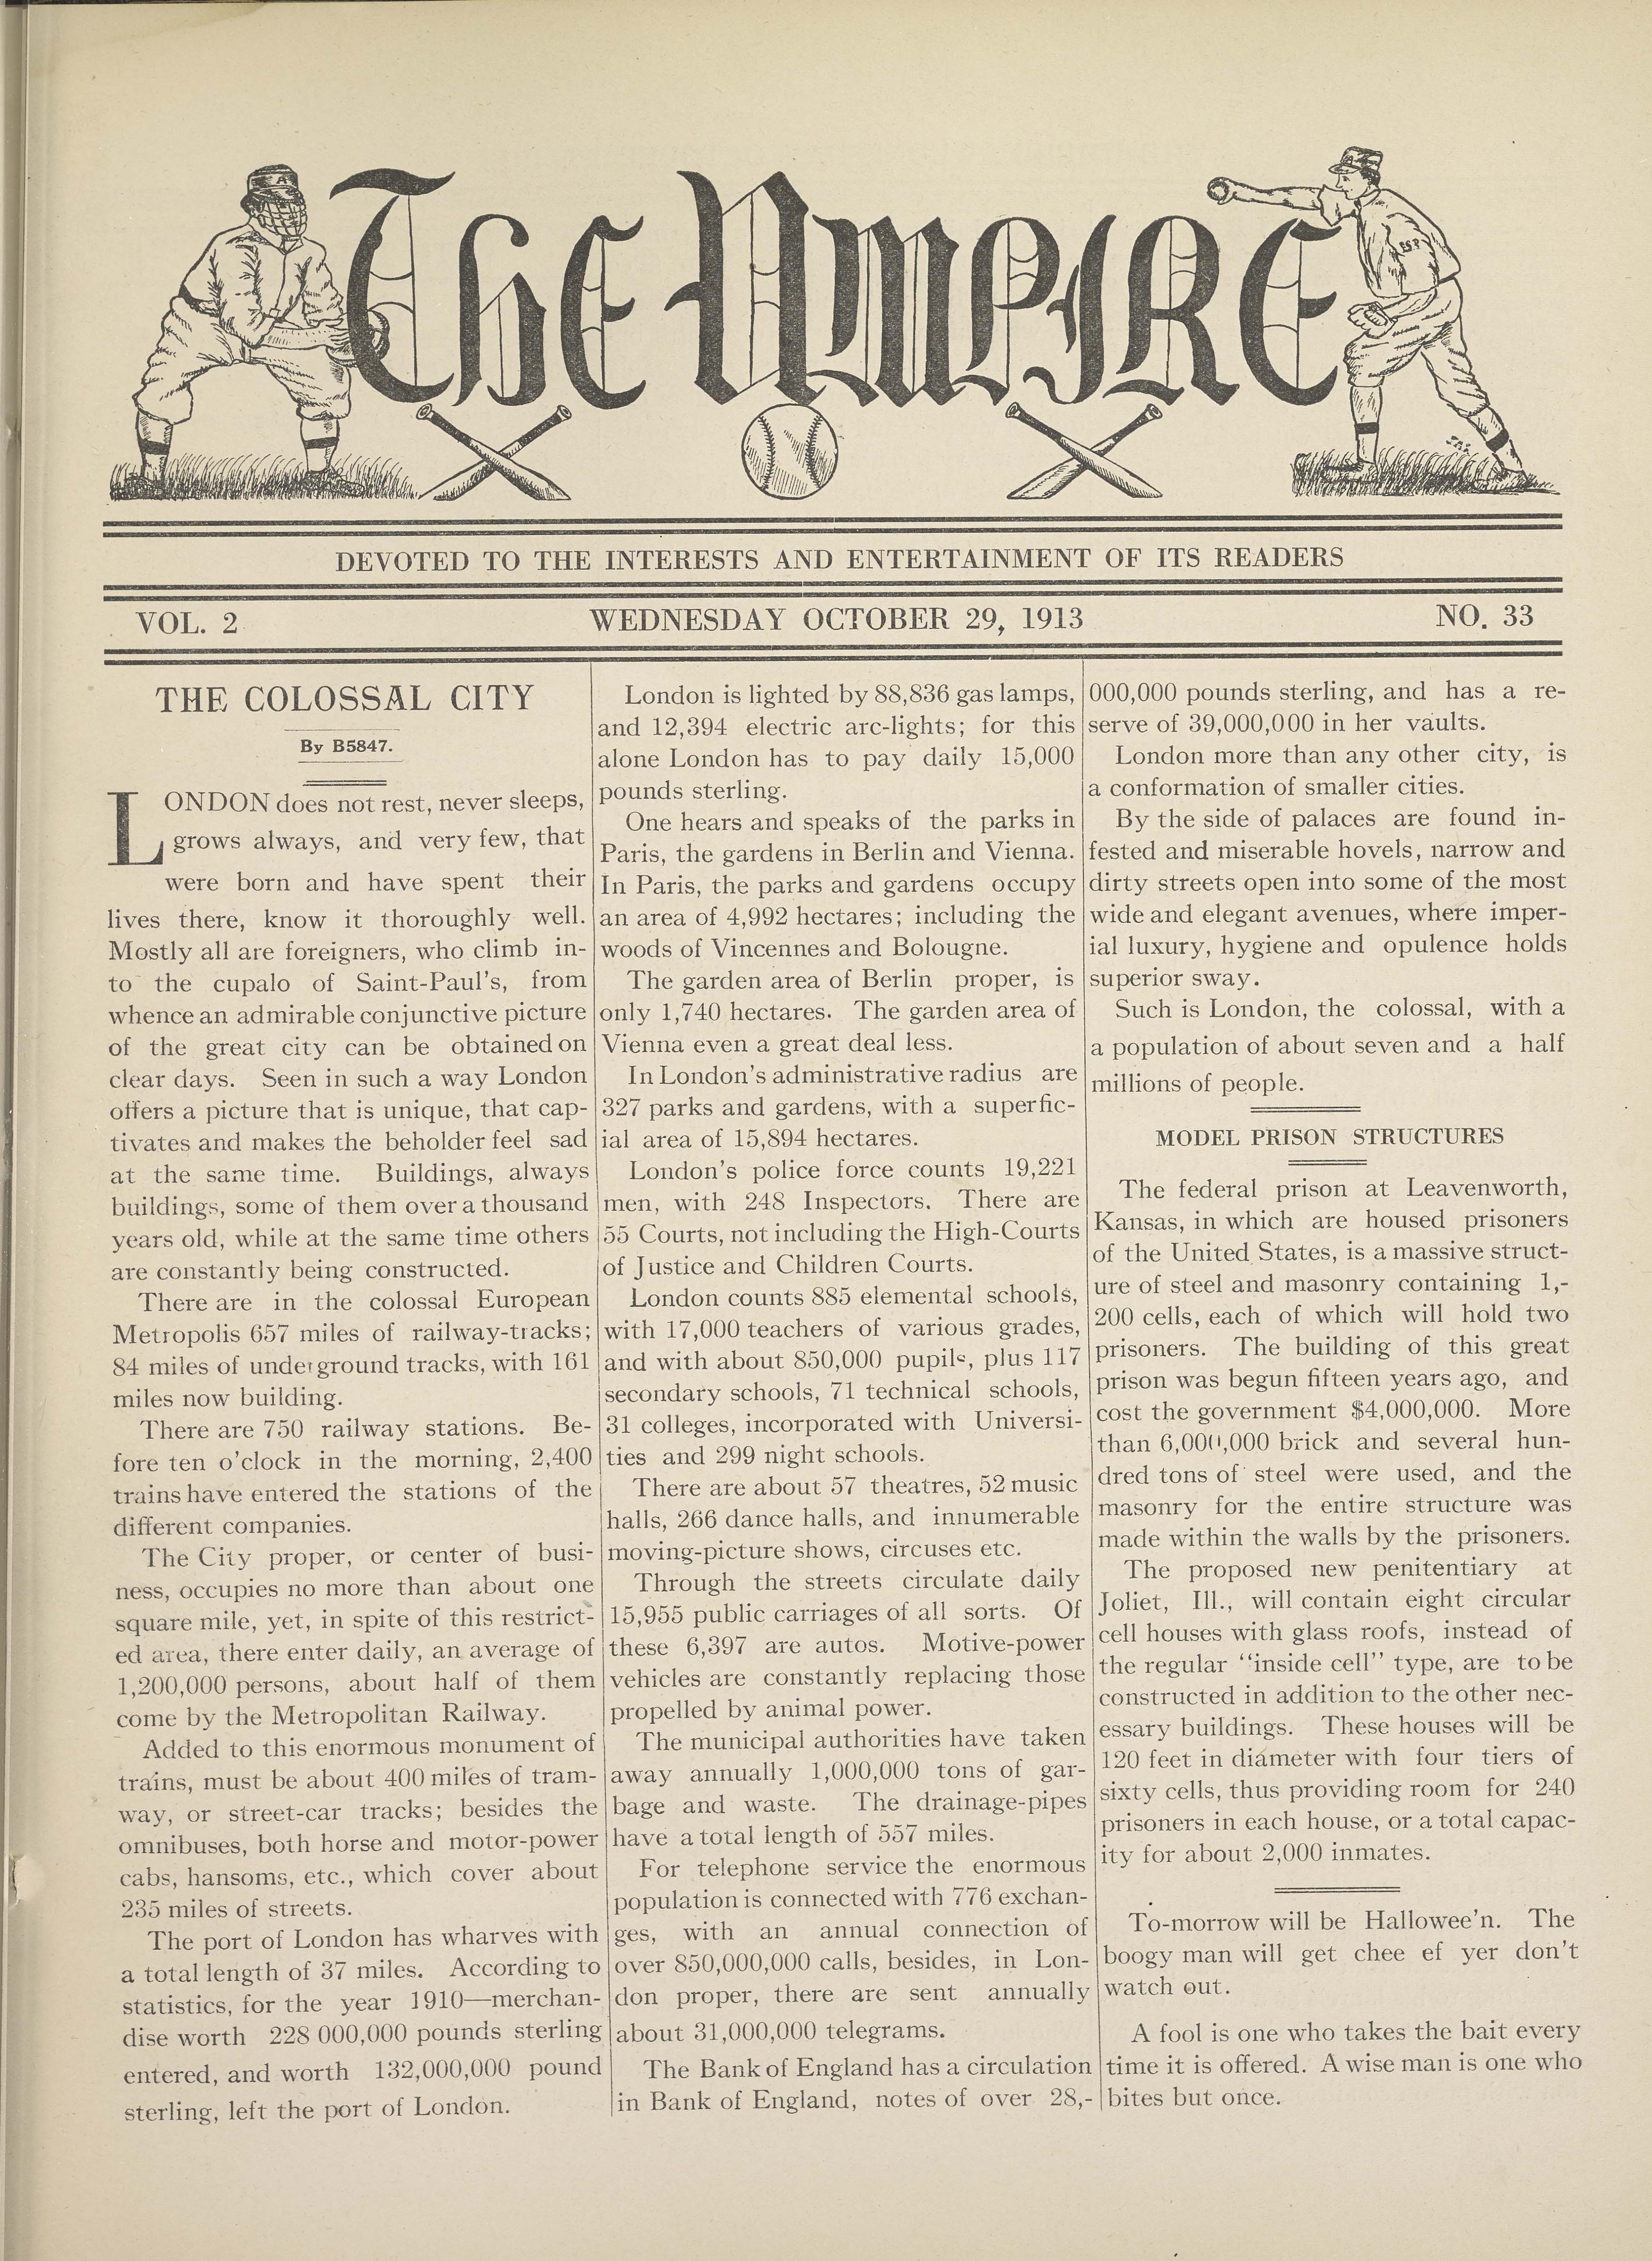 The Umpire
DEVOTED TO THE INTERESTS AND ENTERTAINMENT OF ITS READERS
VOL. 2 WEDNESDAY OCTOBER 29, 1913 NO. 33
THE COLOSSAL CITY
By B5847.
LONDON does not rest, never sleeps,
grows always, and very few, that
were born and have spent their
lives there, know it thoroughly well.
Mostly all are foreigners, who climb in-
to the cupalo of Saint-Paul's, from
whence an admirable conjunctive picture
of the great city can be obtained on
clear days. Seen in such a way London
offers a picture that is unique, that cap-
tivates and makes the beholder feel sad
at the same time. Buildings, always
buildings, some of them over a thousand
years old, while at the same time others
are constantly being constructed.
There are in the colossal European
Metropolis 657 miles of railway-tracks;
84 miles of underground tracks, with 161
miles now building.
There are 750 railway stations. Be-
fore ten o'clock in the morning, 2,400
trains have entered the stations of the
different companies.
The City proper, or center of busi-
ness, occupies no more than about one
square mile, yet, in spite of this restrict-
ed area, there enter daily, an average of
1,200,000 persons, about half of them
come by the Metropolitan Railway.
Added to this enormous monument of
trains, must be about 400 miles of tram-
way, or street-car tracks; besides the
omnibuses, both horse and motor-power
cabs, hansoms, etc., which cover about
235 miles of streets.
The port of London has wharves with
a total length of 37 miles. According to
statistics, for the year 1910—merchan-
dise worth 228 000,000 pounds sterling
entered, and worth 132,000,000 pound
sterling, left the port of London.
London is lighted by 88,836 gas lamps,
and 12,394 electric arc-lights; for this
alone London has to pay daily 15,000
pounds sterling.
One hears and speaks of the parks in
Paris, the gardens in Berlin and Vienna.
In Paris, the parks and gardens occupy
an area of 4,992 hectares; including the
woods of Vincennes and Bolougne.
The garden area of Berlin proper, is
only 1,740 hectares. The garden area of
Vienna even a great deal less.
In London's administrative radius are
327 parks and gardens, with a superfic-
ial area of 15,894 hectares.
London's police force counts 19,221
men, with 248 Inspectors. There are
55 Courts, not including the High-Courts
of Justice and Children Courts.
London counts 885 elemental schools,
with 17,000 teachers of various grades,
and with about 850,000 pupils, plus 117
secondary schools, 71 technical schools,
31 colleges, incorporated with Universi-
ties and 299 night schools.
There are about 57 theatres, 52 music
halls, 266 dance halls, and innumerable
moving-picture shows, circuses etc.
Through the streets circulate daily
15,955 public carriages of all sorts. Of
these 6,397 are autos. Motive-power
vehicles are constantly replacing those
propelled by animal power.
The municipal authorities have taken
away annually 1,000,000 tons of gar-
bage and waste. The drainage-pipes
have a total length of 557 miles.
For telephone service the enormous
population is connected with 776 exchan-
ges, with an annual connection of
over 850,000,000 calls, besides, in Lon-
don proper, there are sent annually
about 31,000,000 telegrams.
The Bank of England has a circulation
in Bank of England, notes of over 28,-
000,000 pounds sterling, and has a re-
serve of 39,000,000 in her vaults.
London more than any other city, is
a conformation of smaller cities.
By the side of palaces are found in-
fested and miserable hovels, narrow and
dirty streets open into some of the most
wide and elegant avenues, where imper-
ial luxury, hygiene and opulence holds
superior sway.
Such is London, the colossal, with a
a population of about seven and a half
millions of people.
MODEL PRISON STRUCTURES
The federal prison at Leavenworth,
Kansas, in which are housed prisoners
of the United States, is a massive struct-
ure of steel and masonry containing 1,-
200 cells, each of which will hold two
prisoners. The building of this great
prison was begun fifteen years ago, and
cost the government $4,000,000. More
than 6,000,000 brick and several hun-
dred tons of steel were used, and the
masonry for the entire structure was
made within the walls by the prisoners.
The proposed new penitentiary at
Joliet, Ill., will contain eight circular
cell houses with glass roofs, instead of
the regular "inside cell" type, are to be
constructed in addition to the other nec-
essary buildings. These houses will be
120 feet in diameter with four tiers of
sixty cells, thus providing room for 240
prisoners in each house, or a total capac-
ity for about 2,000 inmates.
To-morrow will be Hallowee'n. The
boogy man will get chee ef yer don't
watch out.
A fool is one who takes the bait every
time it is offered. A wise man is one who
bites but once.